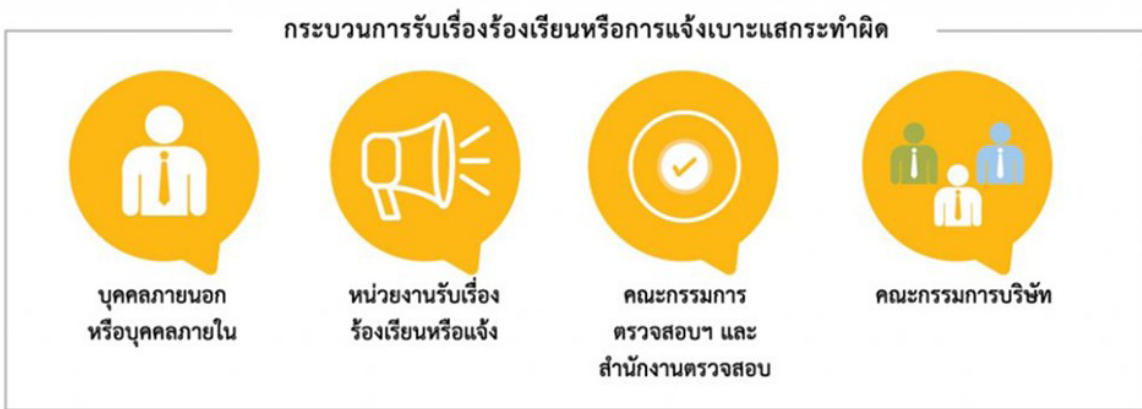 กระบวนการรับเรื่องร้องเรียนหรือการแจ้งเบาะแสกระทำผิด
บุคคลภายนอก
หรือบุคคลภายใน
หน่วยงานรับเรื่อง
ร้องเรียนหรือแจ้ง
คณะกรรมการ
ตรวจสอบฯ และ
สำนักงานตรวจสอบ
คณะกรรมการบริษัท